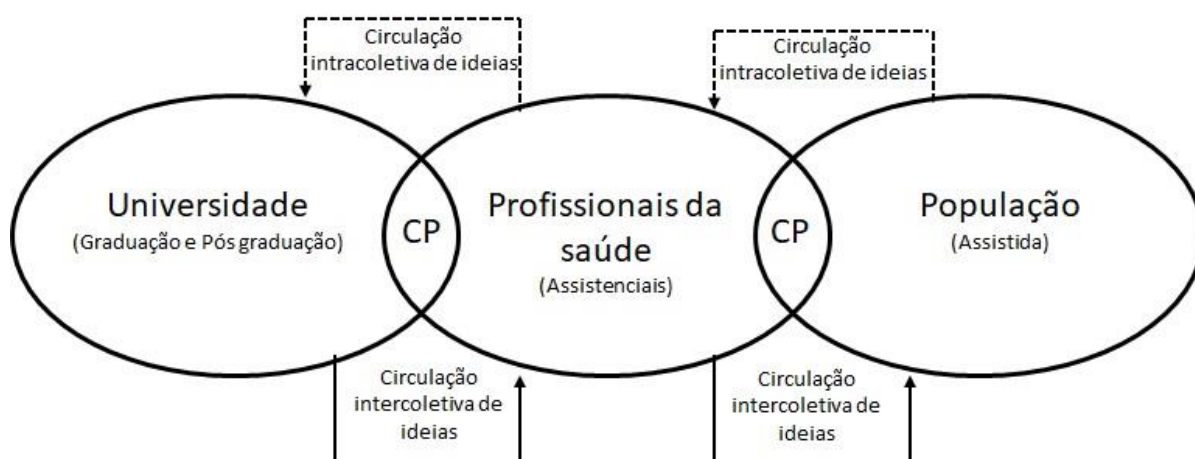 Circulação
intracoletiva de ideias
Circulação
intracoletiva de ideias
Universidade
(Graduação e Pós graduação)
CP
Profissionais da
saúde
(Assistenciais)
CP
População
(Assistida)
Circulação
intercoletiva de
ideias
Circulação
intercoletiva de
ideias